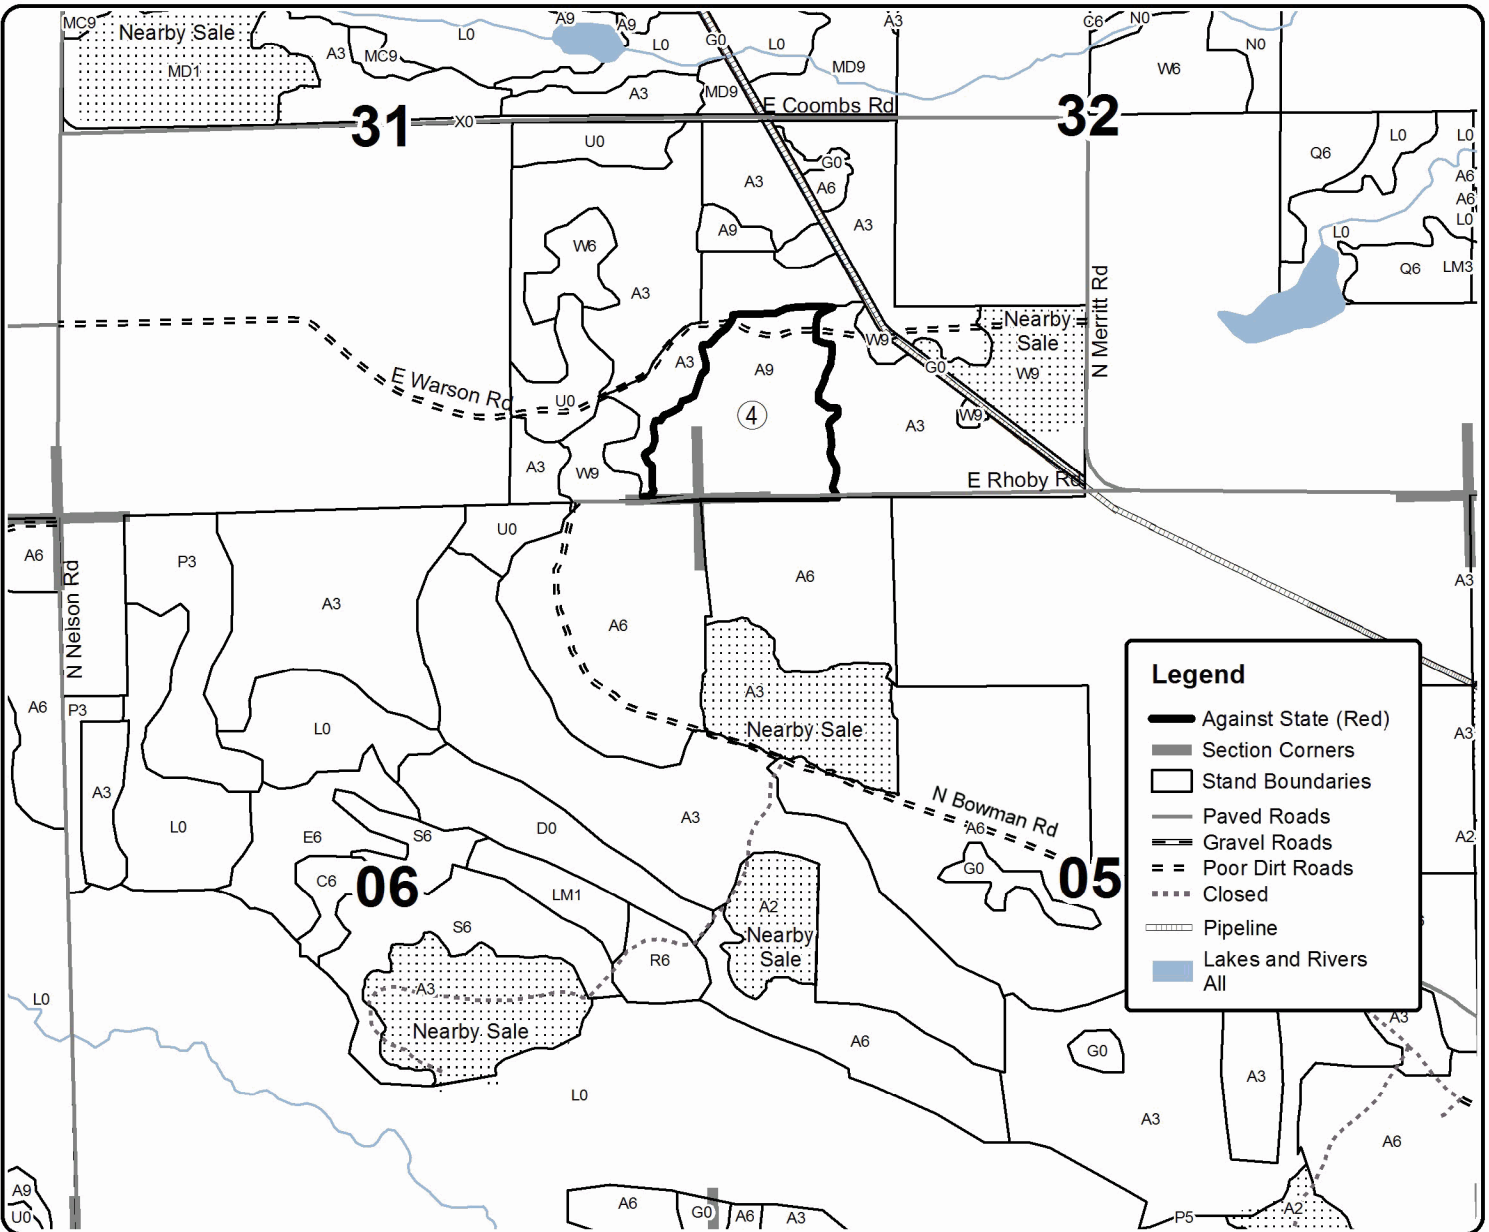 MC9
Nearby Sale
MD1
A3
MC9
L0
A9
A9
L0
G0
L0
A3
MD9
C6
N0
N0
W6
A3
MD9
E Coombs Rd
31
X0
32
U0
A3
G0
A6
A9
A3
Q6
L0
L0
A6
A6
L0
L0
Q6
LM3
W6
A3
N Merritt Rd
Nearby
Sale
W9
W9
G0
W9
A3
A9
4
E Warson Rd
U0
A3
W9
A3
E Rhoby Rd
A6
P3
N Nelson Rd
A3
U0
A6
A6
A3
A6
P3
L0
A3
Nearby Sale
A3
A3
L0
E6
S6
D0
A3
N Bowman Rd
A6
G0
05
A2
C6
06
LM1
S6
A2
Nearby
Sale
R6
A3
Nearby Sale
L0
A6
L0
G0
A3
A3
A3
A6
A9
U0
A6
G0
A6
A3
P5
A2
Legend
Against State (Red)
Section Corners
Stand Boundaries
Paved Roads
Gravel Roads
Poor Dirt Roads
Closed
Pipeline
Lakes and Rivers
All